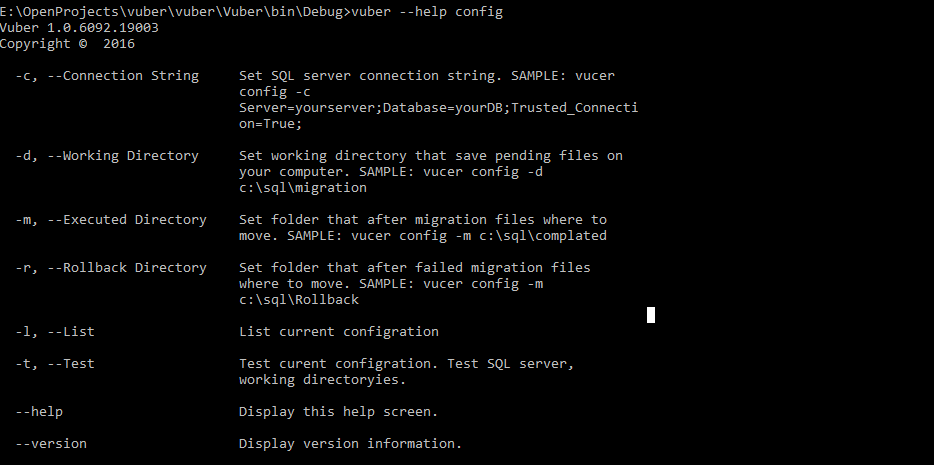 E:\OpenProjects\vuber\vuber\Vuber\bin\Debug>vuber --help config
Vuber 1.0.6092.19003
Copyright ©  2016
-c, --Connection String     Set SQL server connection string. SAMPLE: vucer
config -c
Server=yourserver;Database=yourDB;Trusted_Connecti
on=True;
-d, --Working Directory     Set working directory that save pending files on
your computer. SAMPLE: vucer config -d
c:\sql\migration
-m, --Executed Directory    Set folder that after migration files where to
move. SAMPLE: vucer config -m c:\sql\complated
-r, --Rollback Directory    Set folder that after failed migration files
where to move. SAMPLE: vucer config -m
c:\sql\Rollback
-l, --List                  List current configration
-t, --Test                  Test curent configration. Test SQL server,
working directoryies.
--help                      Display this help screen.
--version                   Display version information.